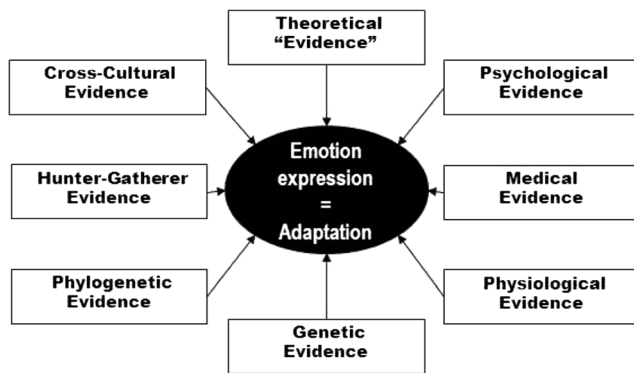 Theoretical
“Evidence”
Cross-Cultural
Evidence
Psychological
Evidence
Hunter-Gatherer
Evidence
Emotion
expression
=
Adaptation
Medical
Evidence
Phylogenetic
Evidence
Physiological
Evidence
Genetic
Evidence